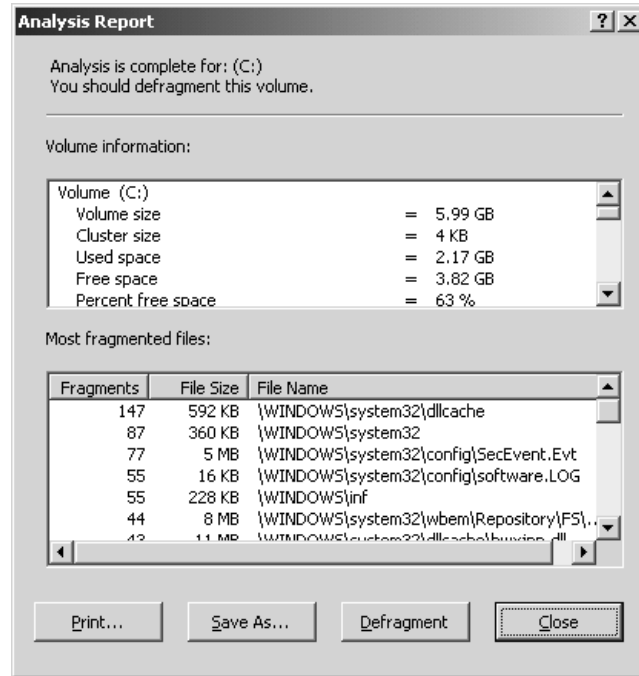 Analysis Report
Analysis is complete for: (C:)
You should defragment this volume.
Volume information:
Volume (C:)
Volume size = 5.99 GB
Cluster size = 4 KB
Used space = 2.17 GB
Free space = 3.82 GB
Percent free space = 63 %
Most fragmented files:
Fragments File Size File Name
147 592 KB \WINDOWS\system32\dllcache
87 360 KB \WINDOWS\system32
77 5 MB \WINDOWS\system32\config\SecEvent.Evt
55 16 KB \WINDOWS\system32\config\software.LOG
55 228 KB \WINDOWS\inf
44 8 MB \WINDOWS\system32\wbem\Repository\FS\...
11 MB
Print... Save As... Defragment Close